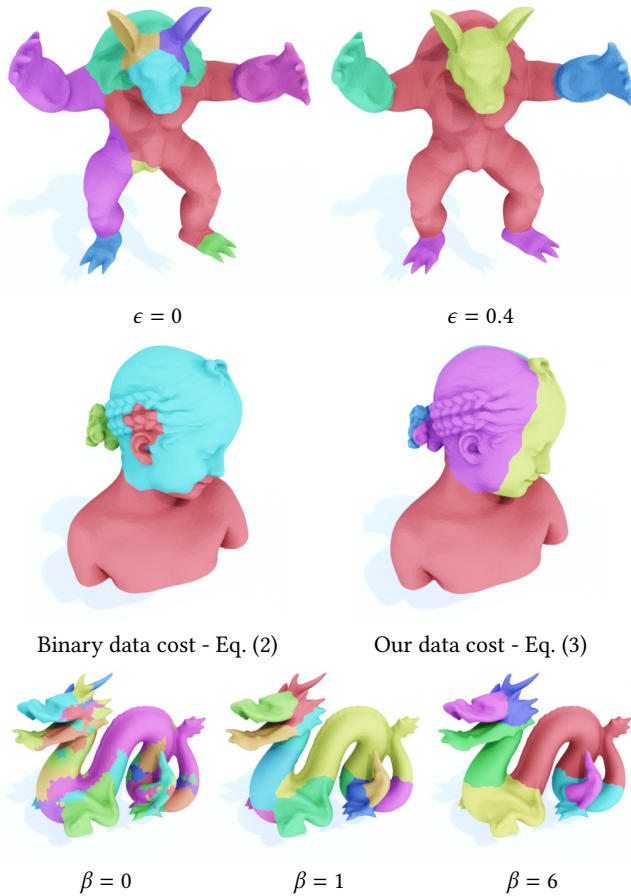 ϵ = 0 ϵ = 0.4
Binary data cost - Eq. (2) Our data cost - Eq. (3)
β = 0 β = 1 β = 6